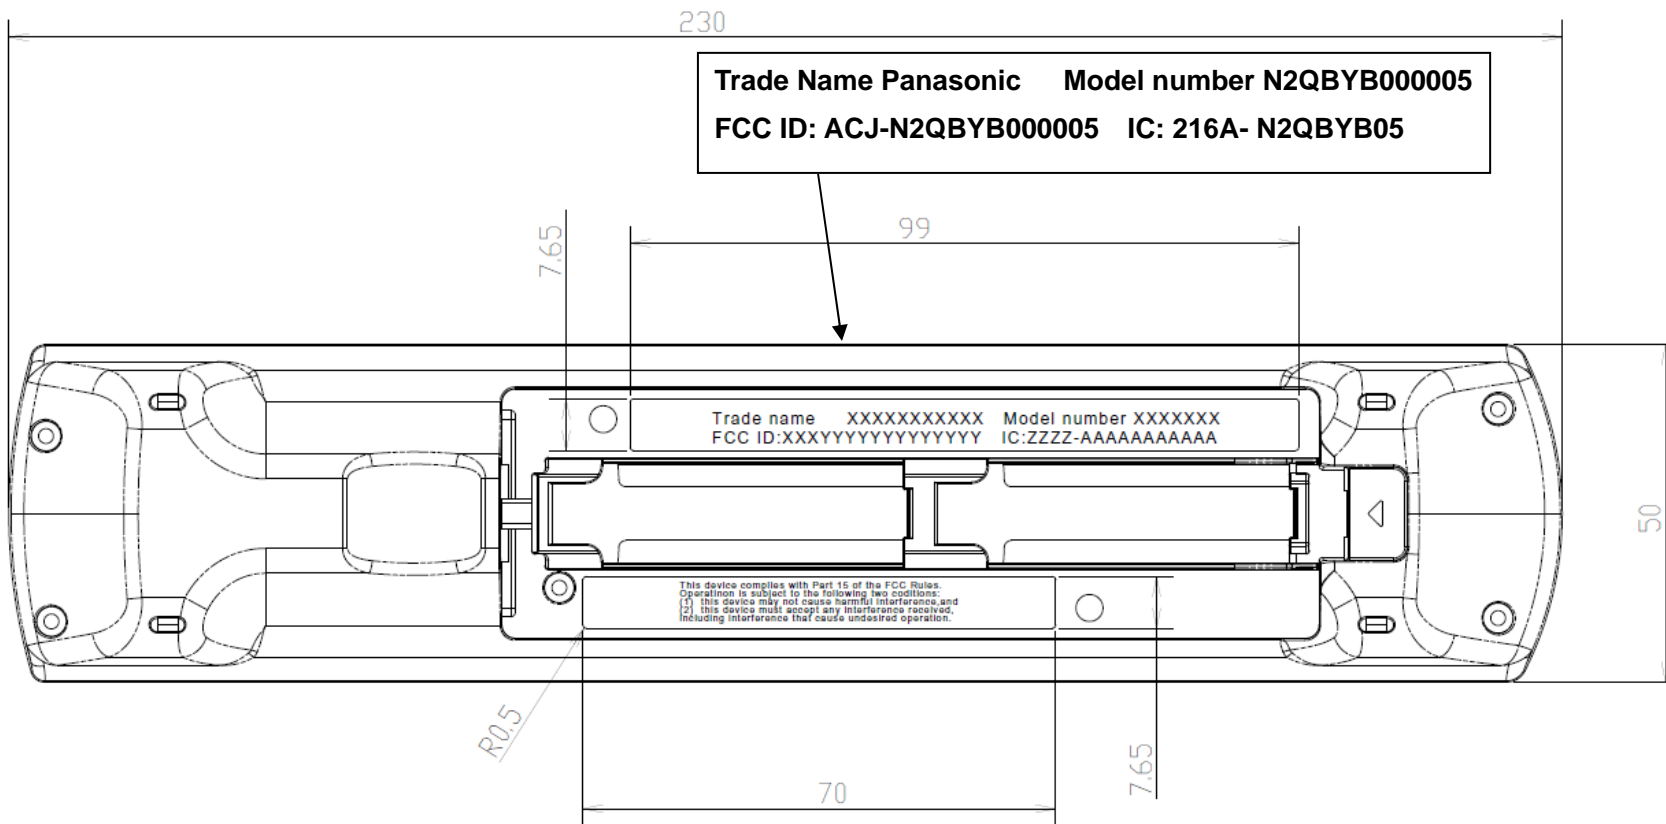 230
Trade Name Panasonic Model number N2QBYB000005
FCC ID: ACJ-N2QBYB000005 IC: 216A- N2QBYB05
99
7.65
Trade name XXXXXXXXXXX Model number XXXXXXX
FCC ID:XXXYYYYYYYYYYYYYY IC:ZZZZ-AAAAAAAAAAA
50
This device complies with Part 15 of the FCC Rules.
Operatinon is subject to the following two coditions:
(1) this device may not cause harmful interference,and
(2) this device must accept any interference received,
including interference that cause undesired operation.
R0.5
7.65
70